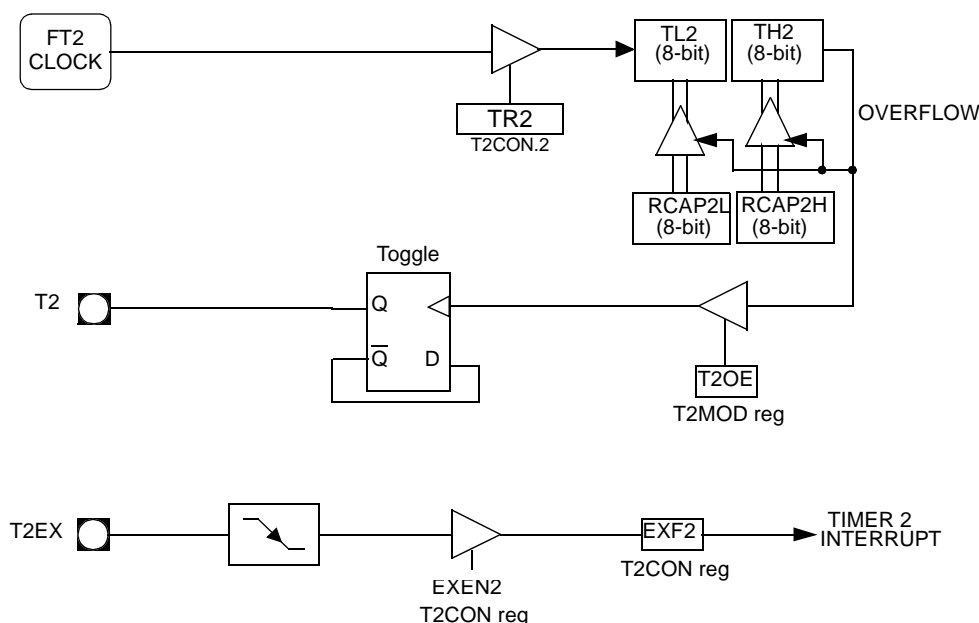 FT2
CLOCK
TL2
(8-bit)
TH2
(8-bit)
TR2
T2CON.2
OVERFLOW
RCAP2L
(8-bit)
RCAP2H
(8-bit)
Toggle
T2
Q
Q
D
T2OE
T2MOD reg
T2EX
EXEN2
T2CON reg
EXF2
T2CON reg
TIMER 2
INTERRUPT